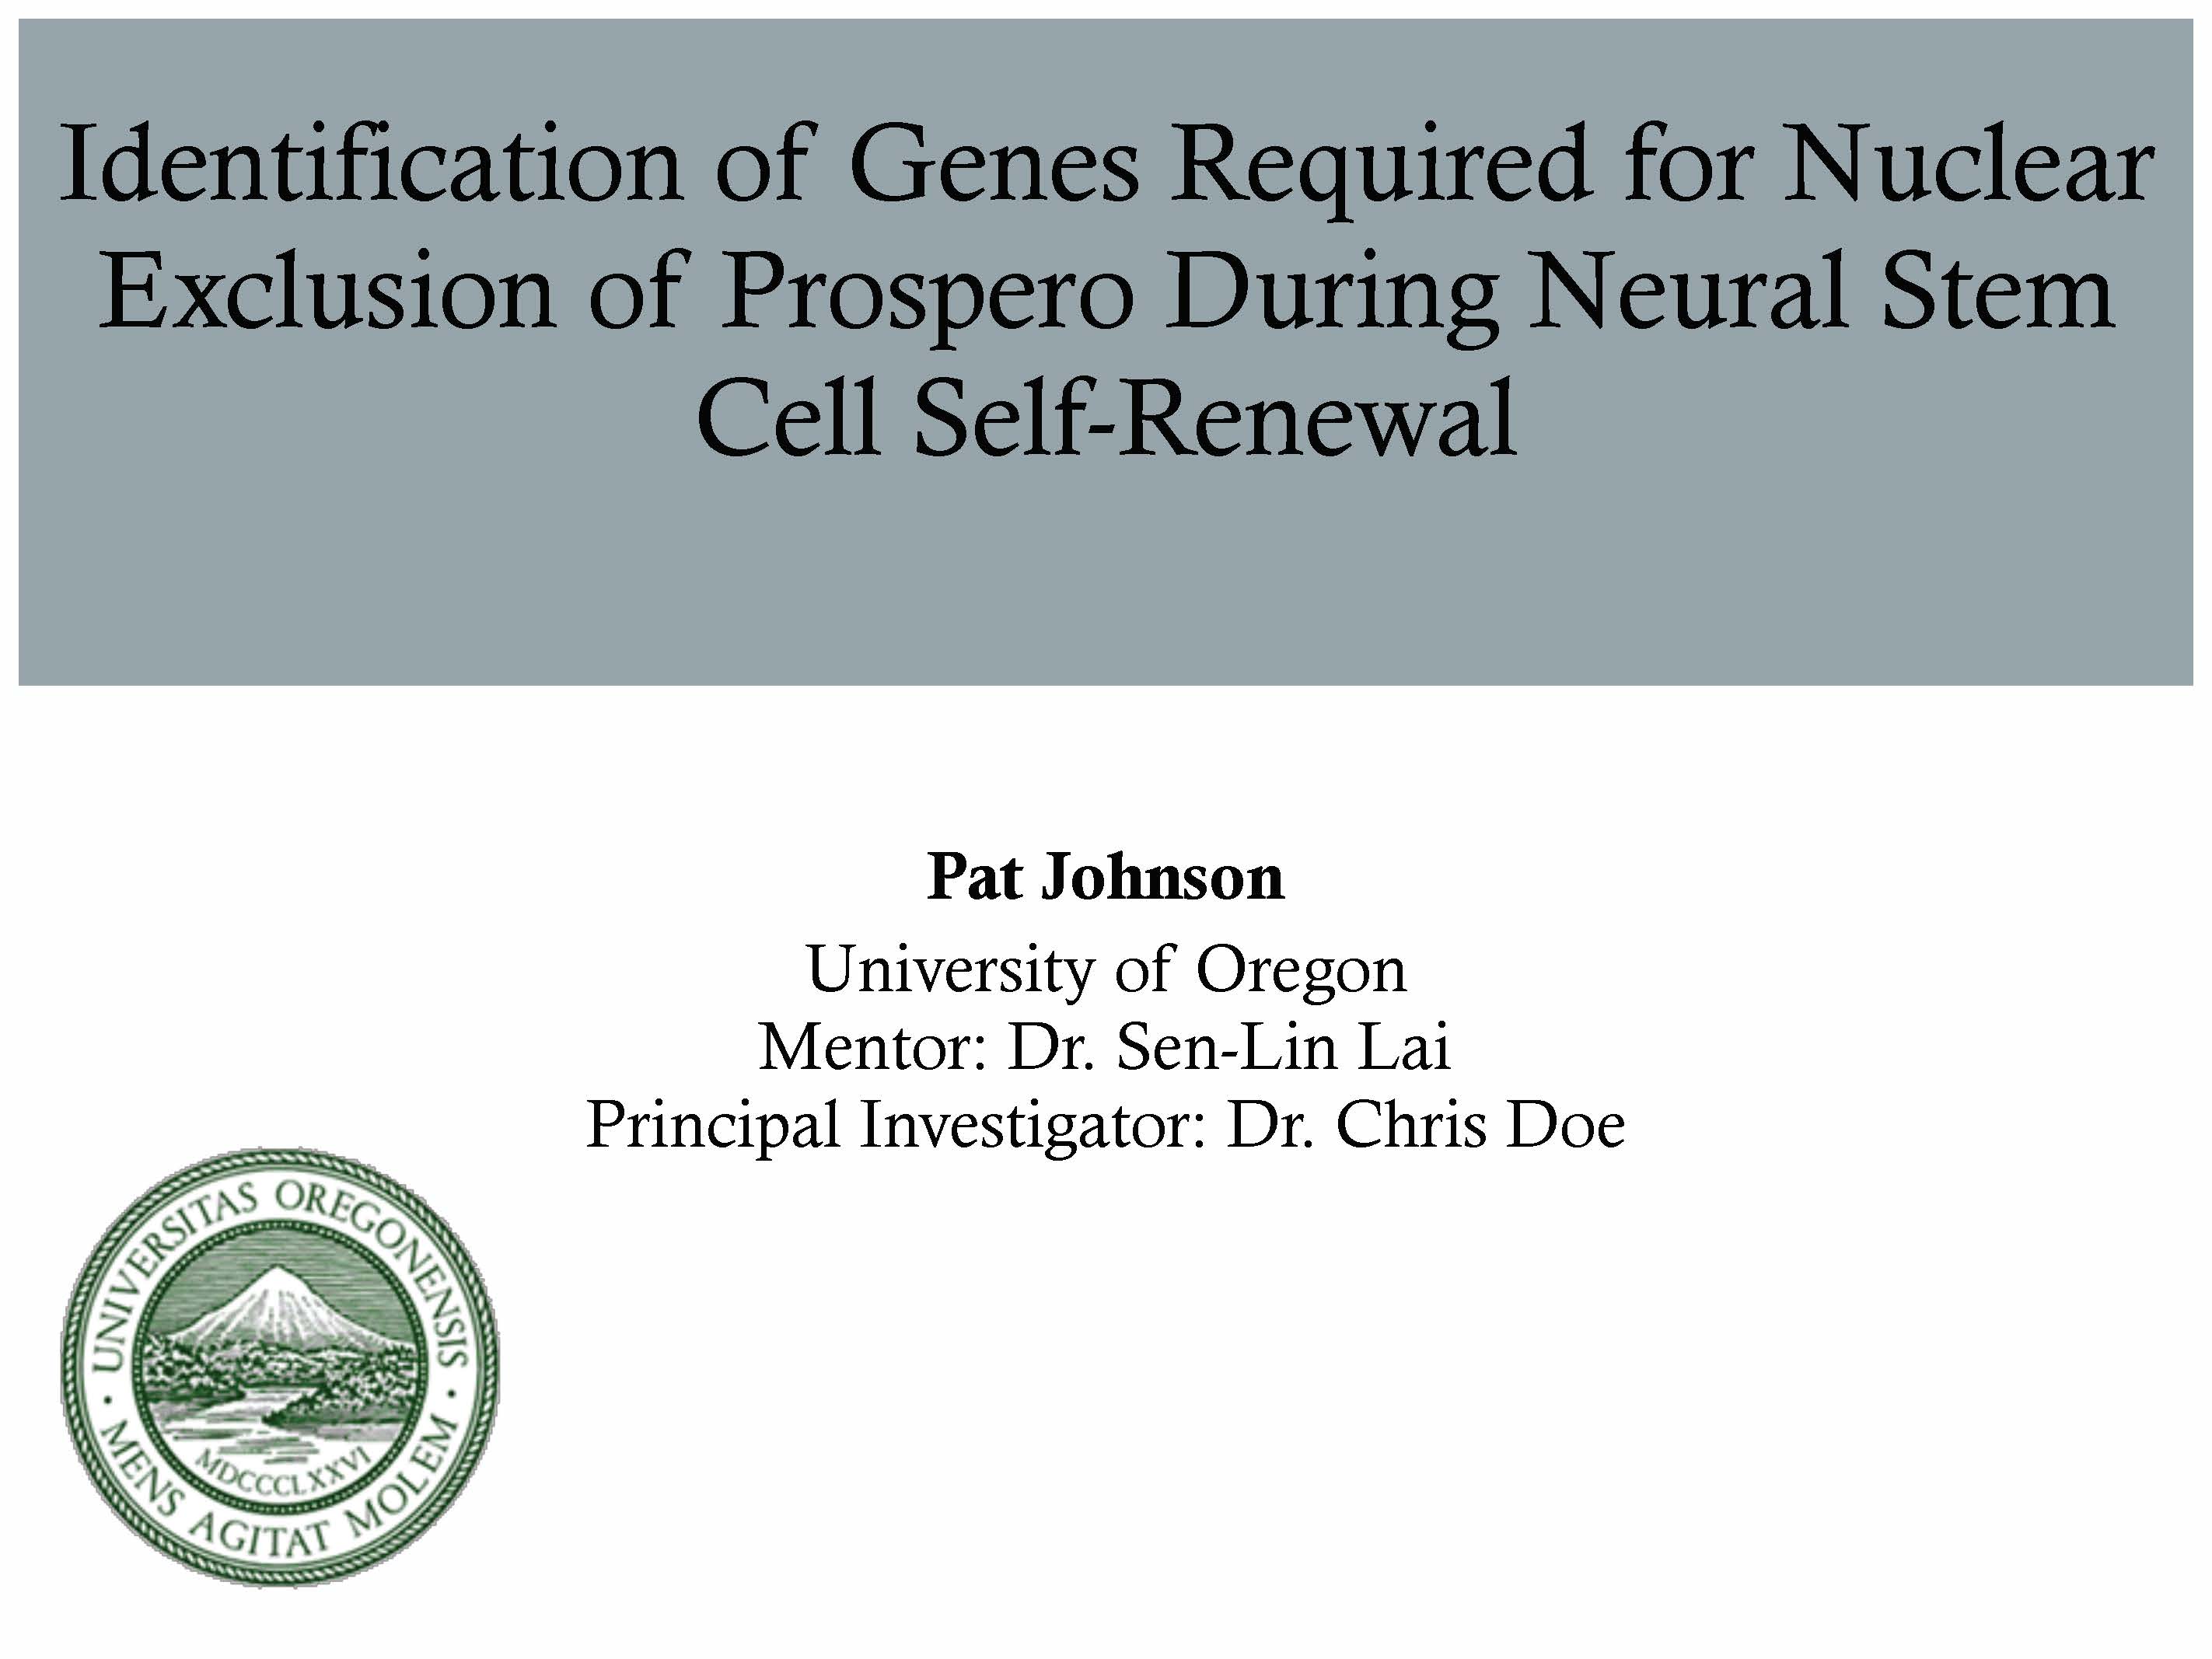 Identification of Genes Required for Nuclear
Exclusion of Prospero During Neural Stem
Cell Self-Renewal
Pat Johnson
University of Oregon
Mentor: Dr. Sen-Lin Lai
Principal Investigator: Dr. Chris Doe
UNIVERSITAS OREGONENSIS
MDCCCLXXVI
· MENS AGITAT MOLEM ·